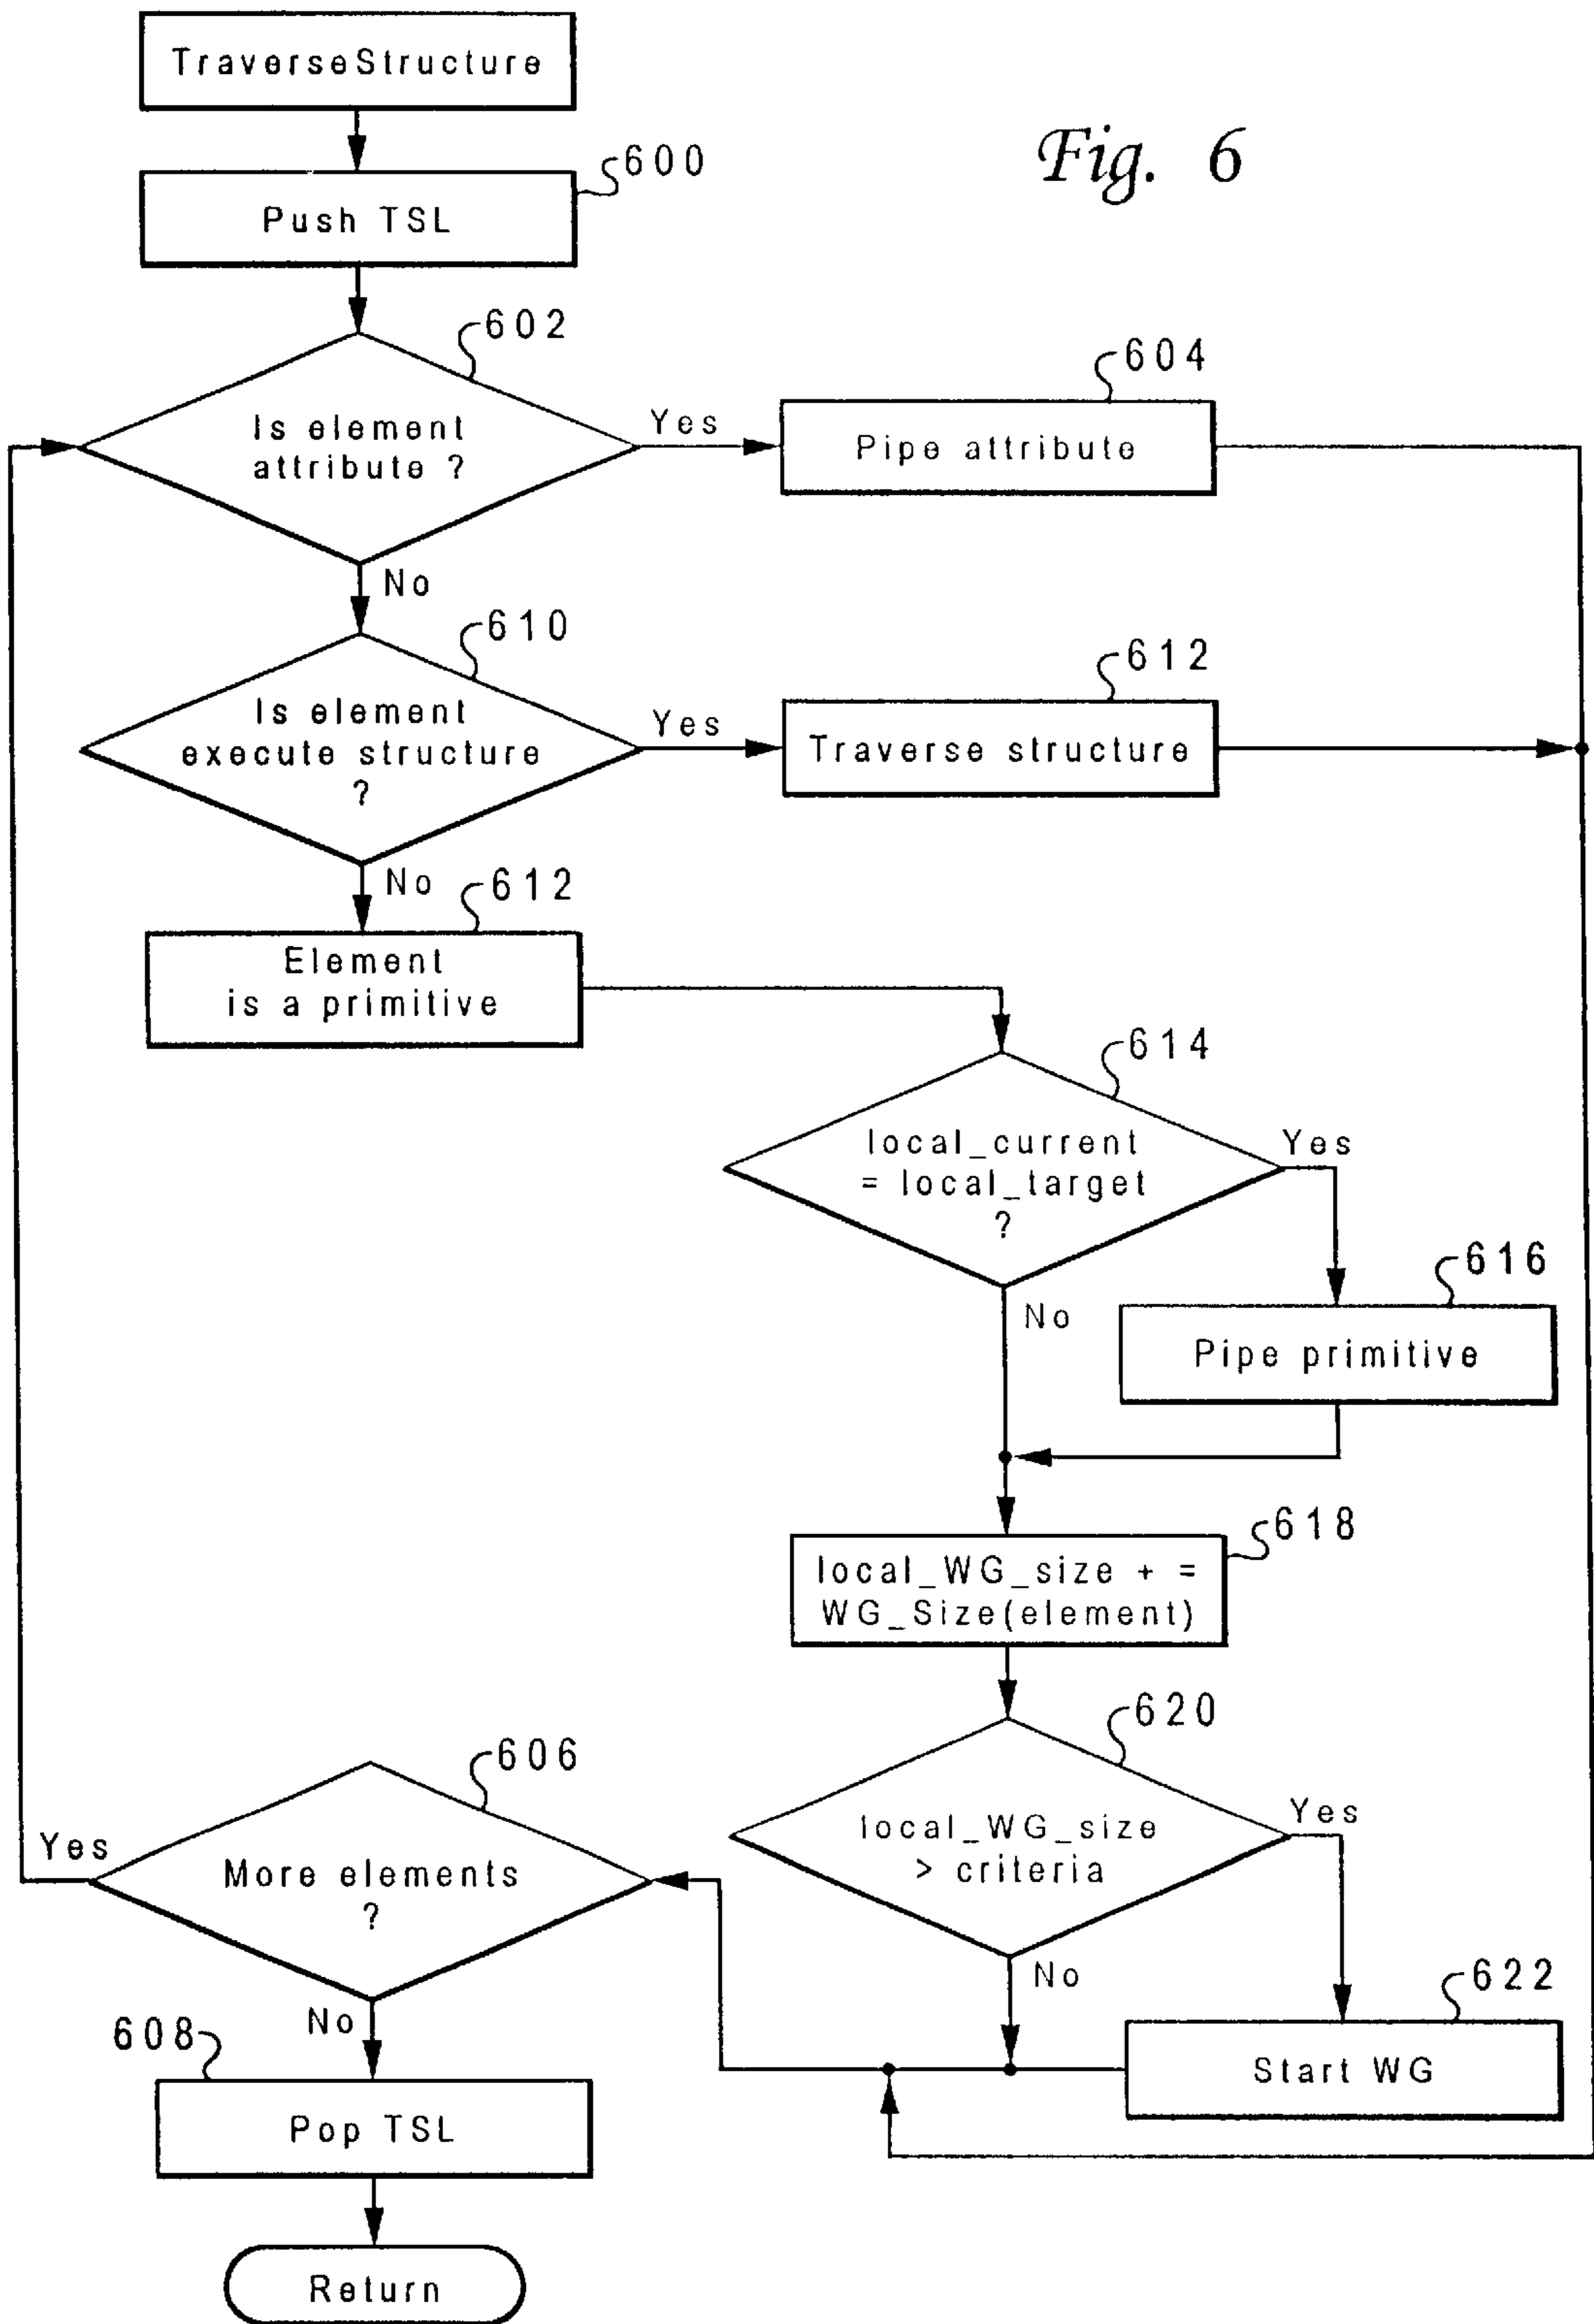 TraverseStructure
Fig. 6
600
Push TSL
602
604
Is element
attribute ?
Yes
Pipe attribute
No
610
612
Is element
execute structure
?
Yes
Traverse structure
No
612
Element
is a primitive
614
local_current
= local_target
?
Yes
616
No
Pipe primitive
618
local_WG_size + =
WG_Size(element)
620
606
local_WG_size
> criteria
Yes
Yes
More elements
?
No
622
No
608
Start WG
Pop TSL
Return